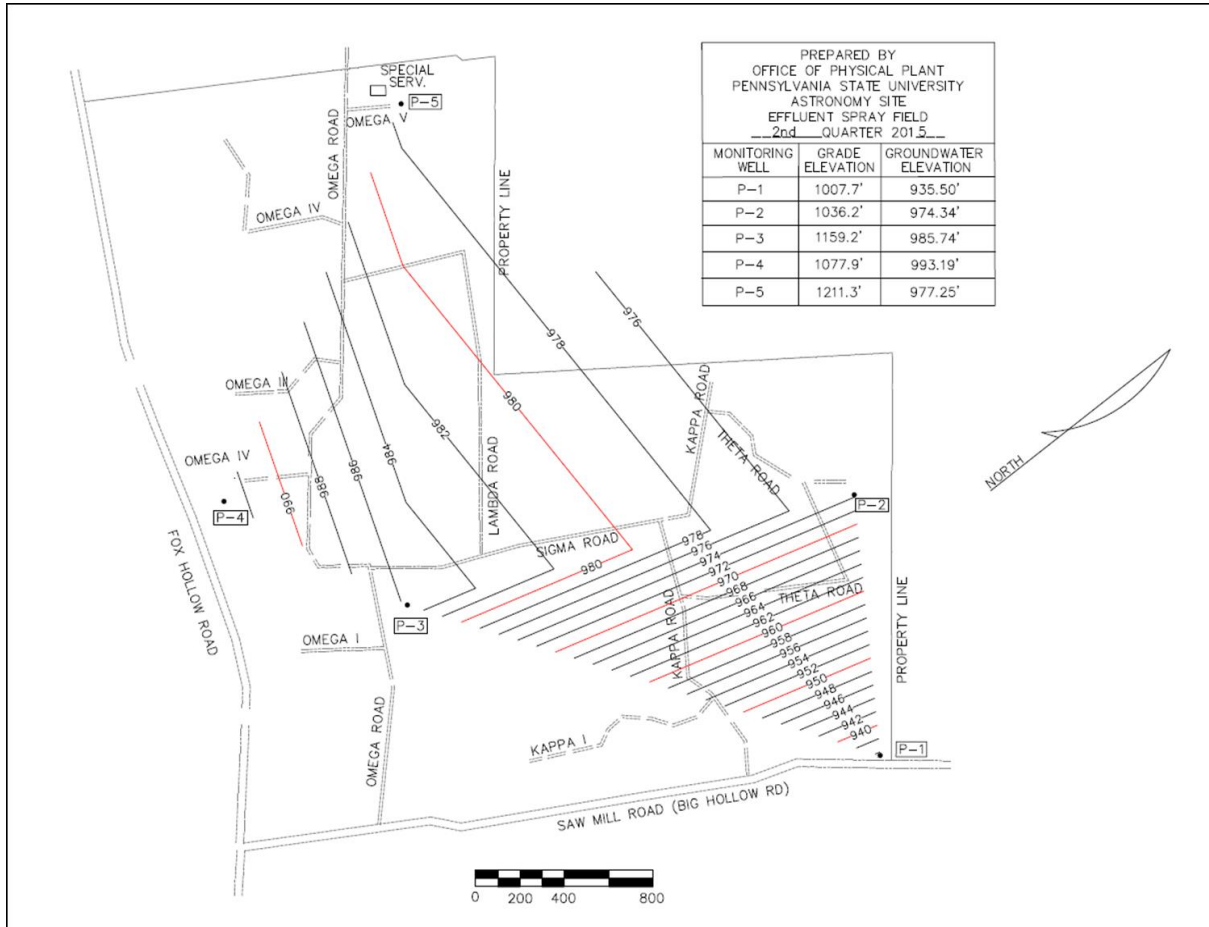 PREPARED BY
OFFICE OF PHYSICAL PLANT
PENNSYLVANIA STATE UNIVERSITY
ASTRONOMY SITE
EFFLUENT SPRAY FIELD
__2nd___QUARTER 2015__
MONITORING WELL GRADE ELEVATION GROUNDWATER ELEVATION
P-1 1007.7' 935.50'
P-2 1036.2' 974.34'
P-3 1159.2' 985.74'
P-4 1077.9' 993.19'
P-5 1211.3' 977.25'
SPECIAL
SERV.
P-5
OMEGA V
OMEGA ROAD
PROPERTY LINE
OMEGA IV
976
978
980
982
984
986
988
990
OMEGA III
OMEGA IV
P-4
LAMBDA ROAD
KAPPA ROAD
THETA ROAD
NORTH
P-2
FOX HOLLOW ROAD
SIGMA ROAD
980
978
976
974
972
970
968
966
964
962
960
958
956
954
952
950
948
946
944
942
940
THETA ROAD
KAPPA ROAD
PROPERTY LINE
P-3
OMEGA I
OMEGA ROAD
KAPPA I
P-1
SAW MILL ROAD (BIG HOLLOW RD)
0 200 400 800